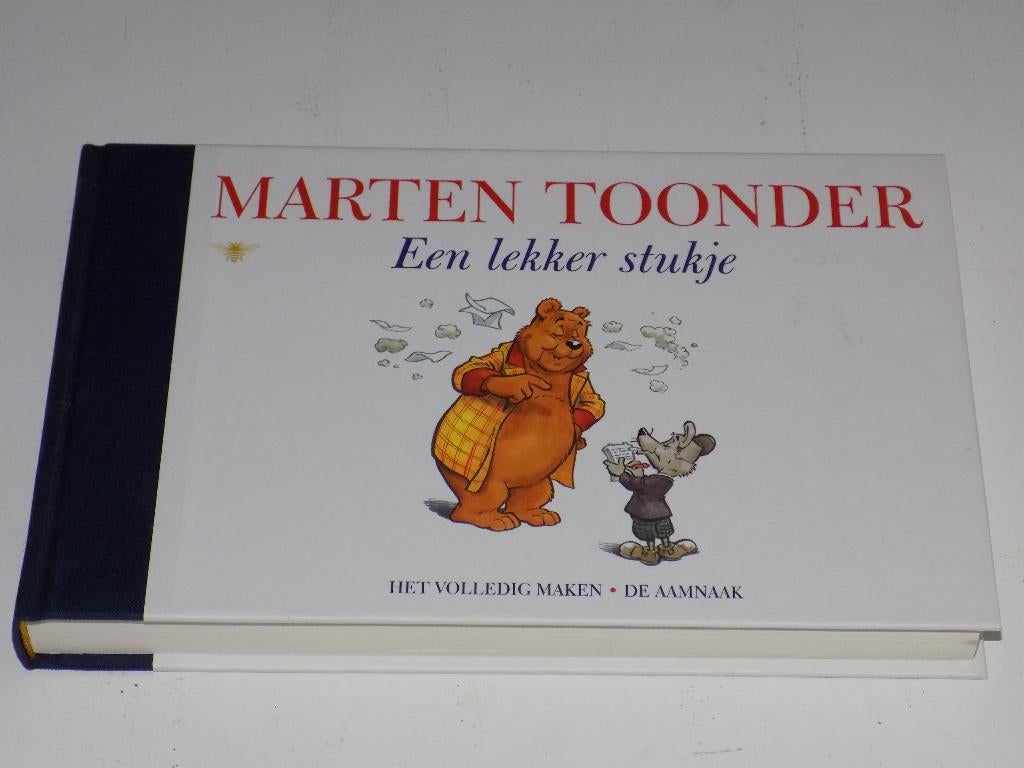 MARTEN TOONDER
Een lekker stukje
HET VOLLEDIG MAKEN • DE AAMNAAK